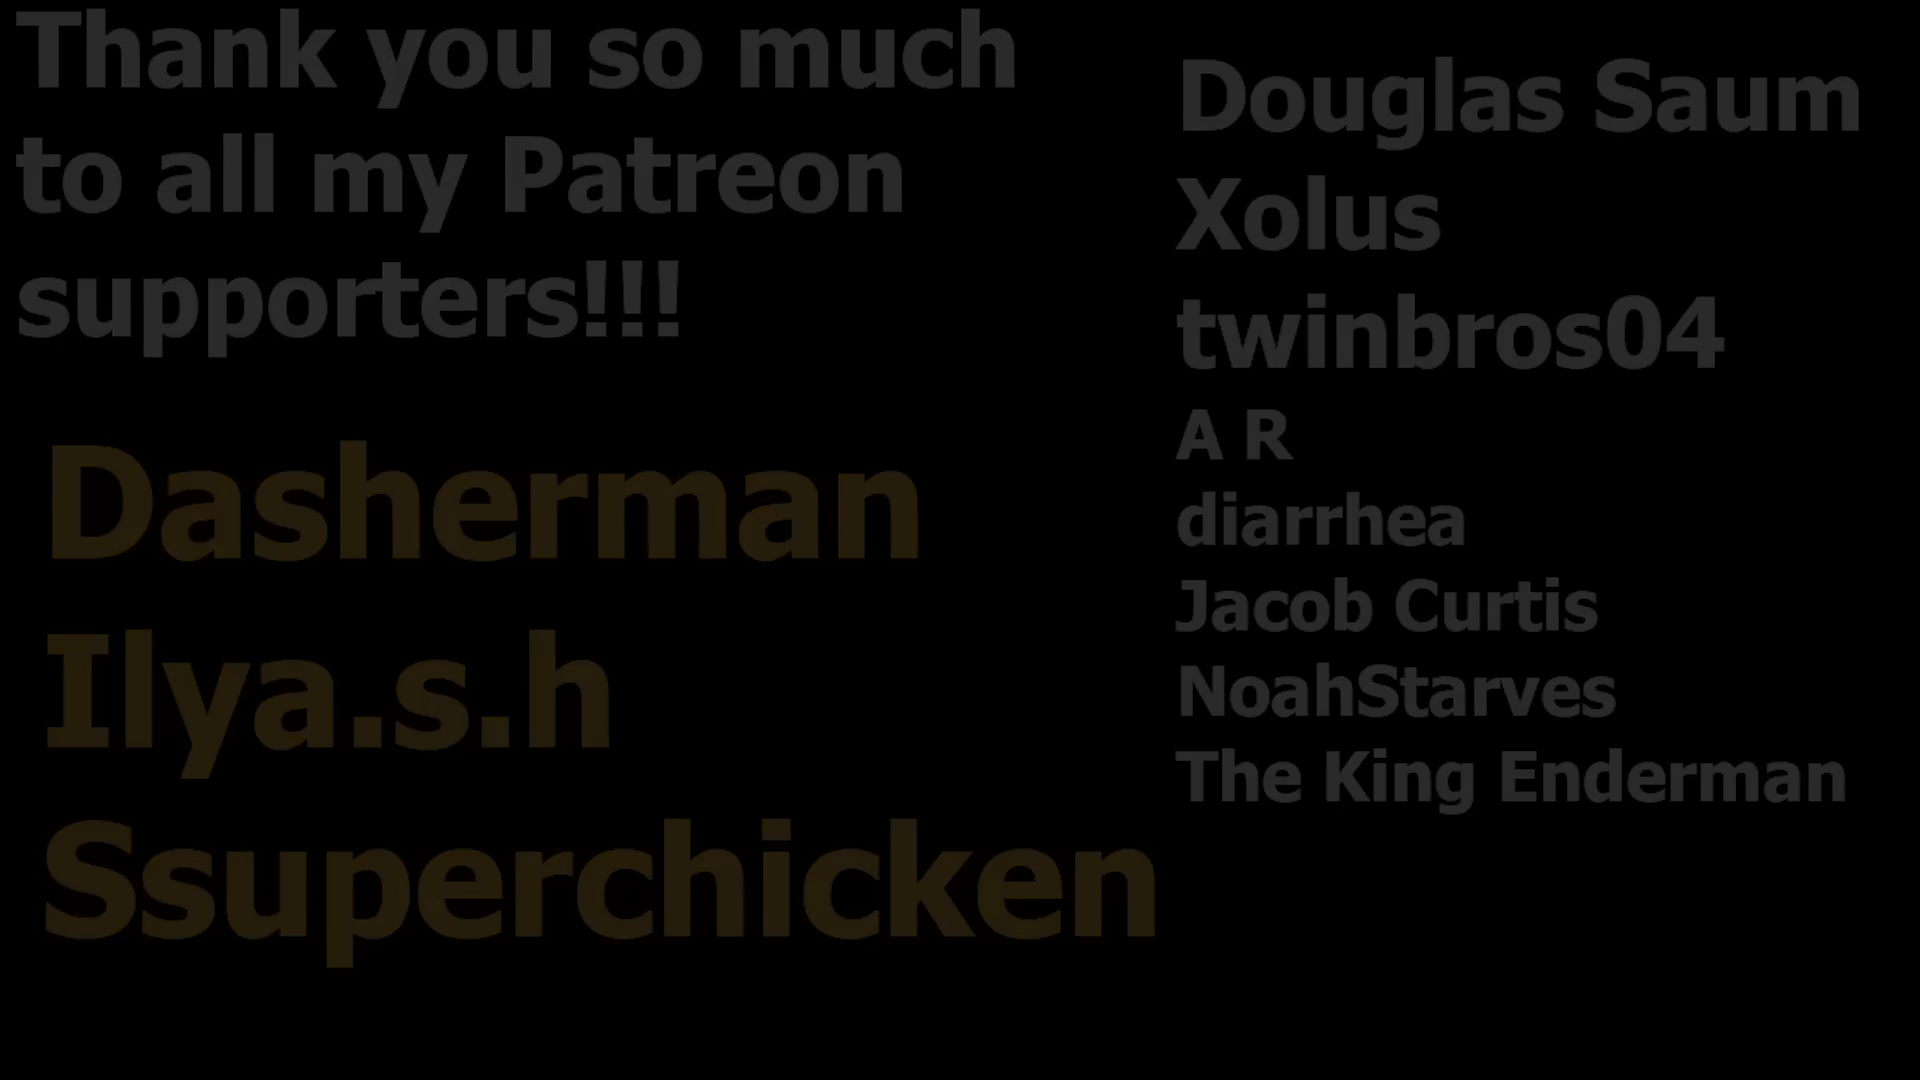 Thank you so much
to all my Patreon
supporters!!!
Dasherman
Ilya.s.h
Ssuperchicken
Douglas Saum
Xolus
twinbros04
A R
diarrhea
Jacob Curtis
NoahStarves
The King Enderman